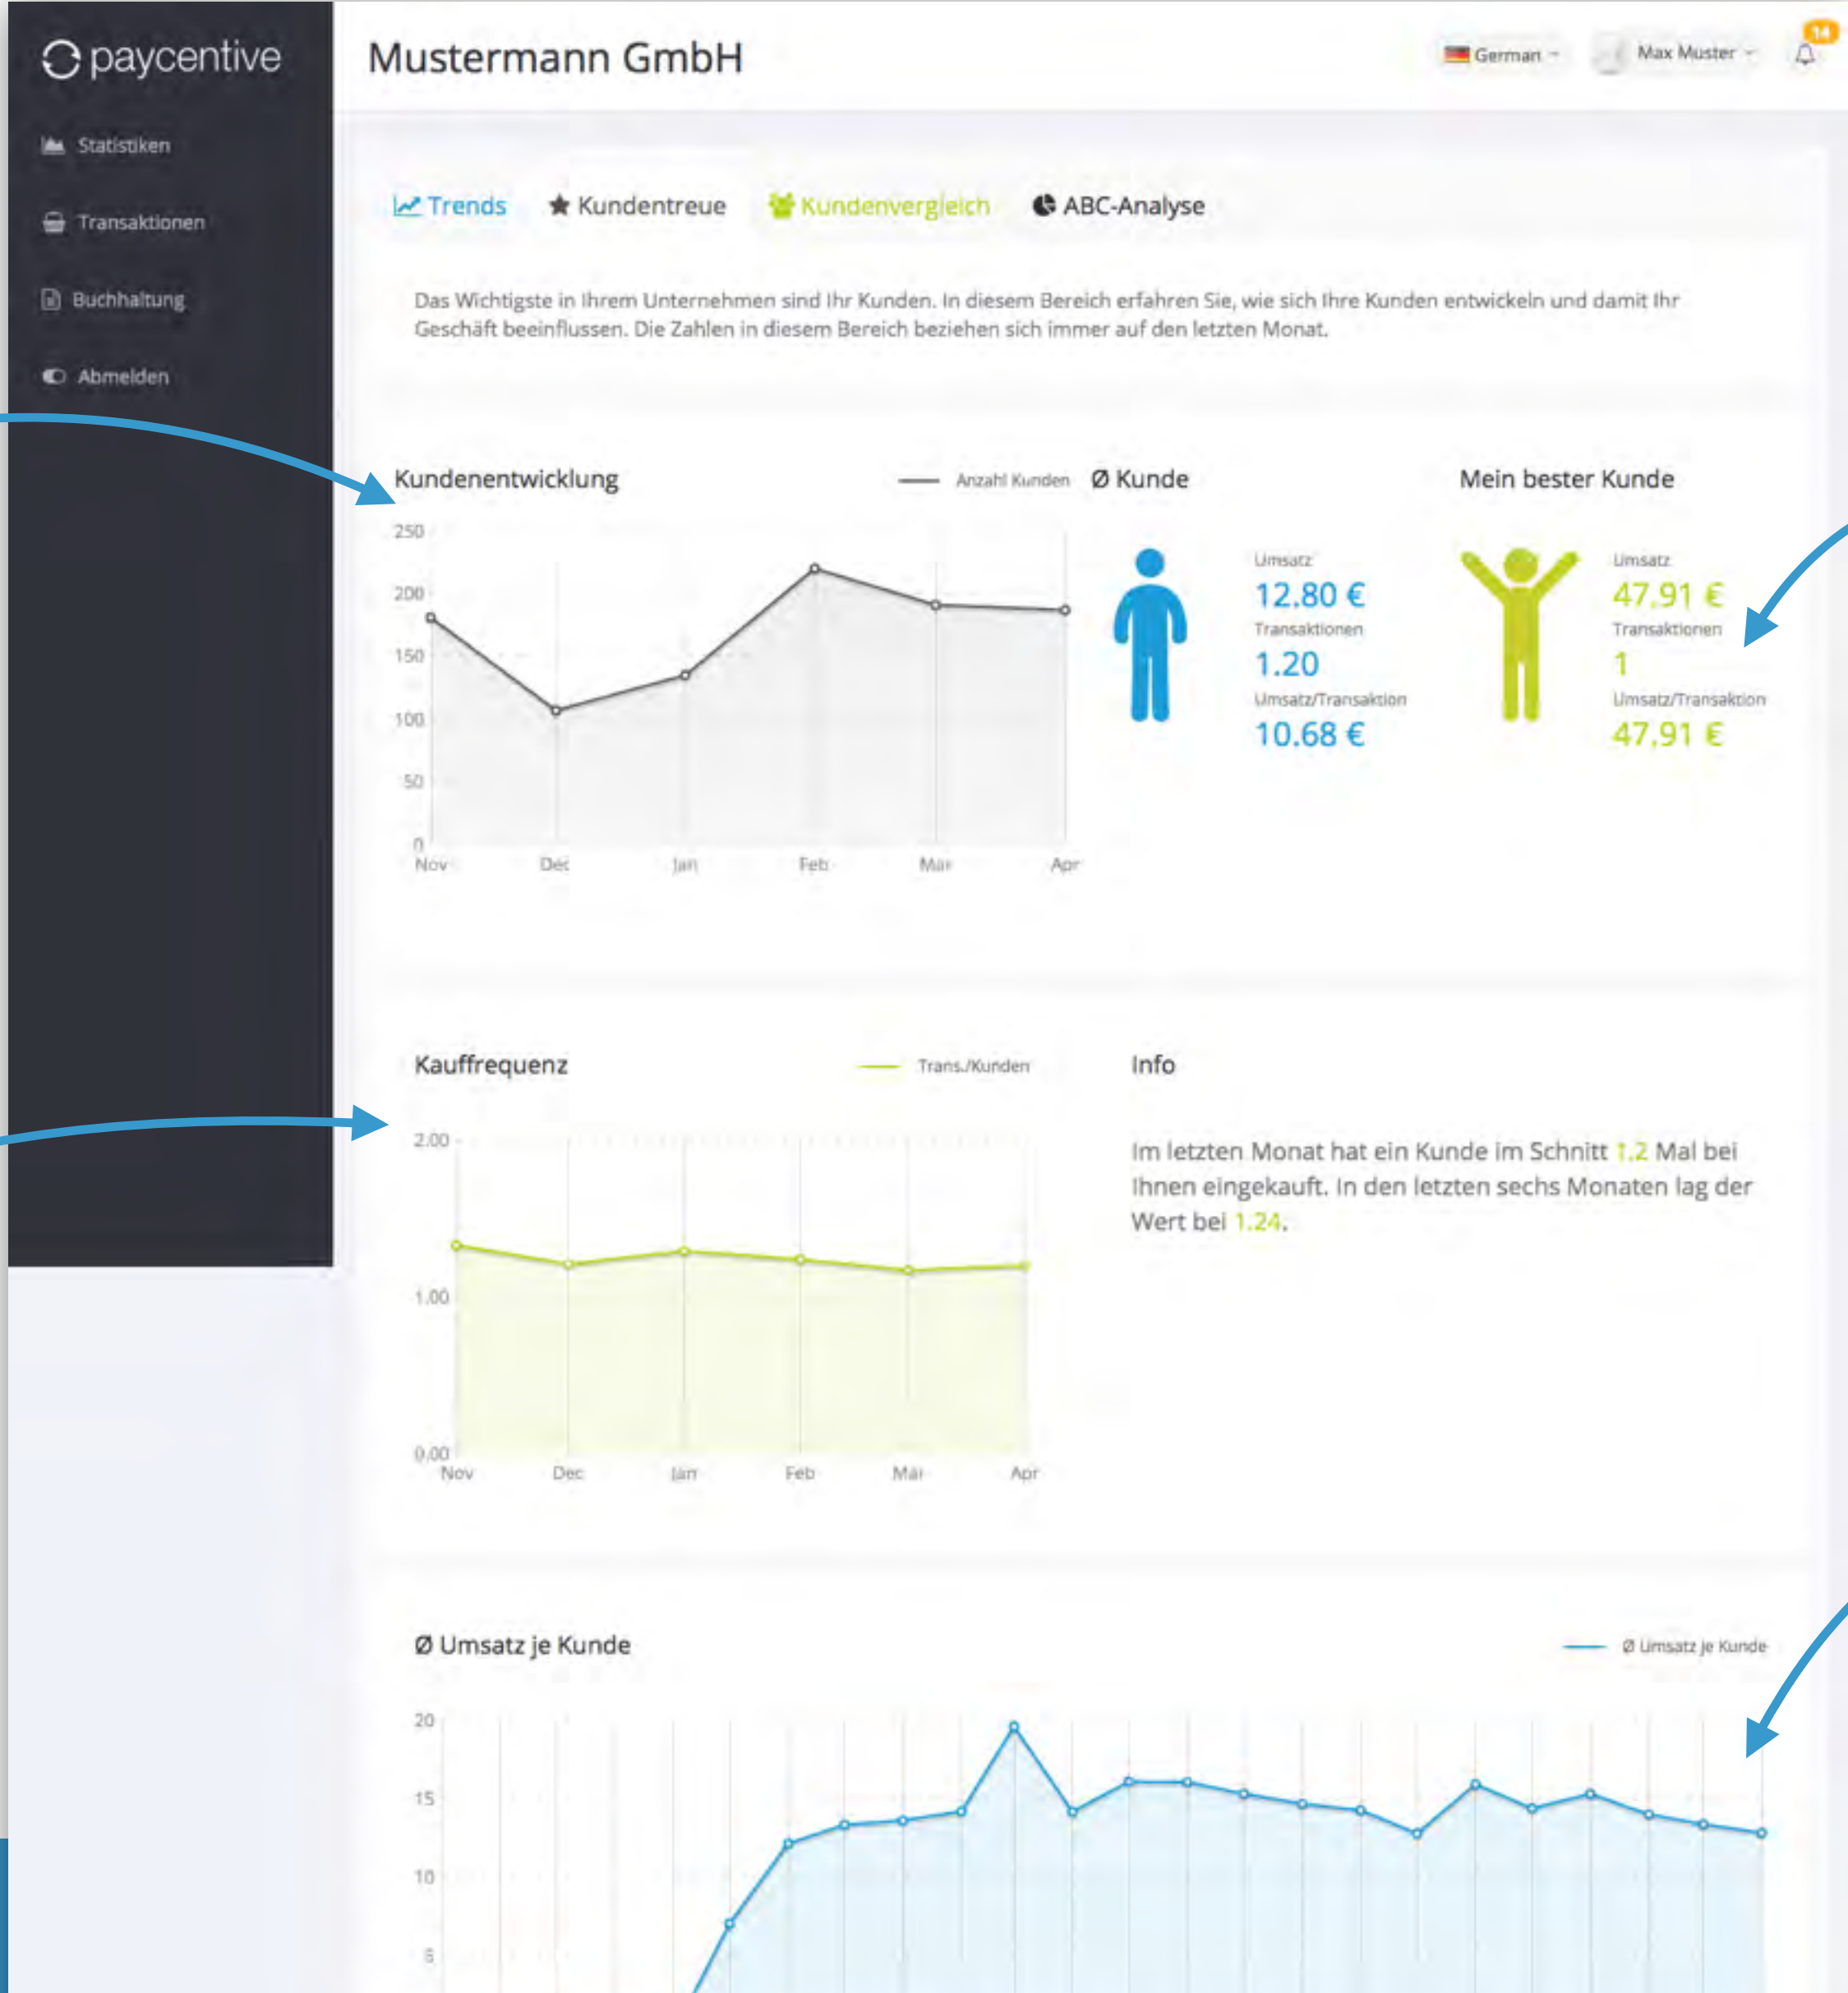 paycentive
Mustermann GmbH
German
Max Muster
14
Statistiken
Transaktionen
Buchhaltung
Abmelden
Trends
Kundentreue
Kundenvergleich
ABC-Analyse
Das Wichtigste in Ihrem Unternehmen sind Ihr Kunden. In diesem Bereich erfahren Sie, wie sich Ihre Kunden entwickeln und damit Ihr
Geschäft beeinflussen. Die Zahlen in diesem Bereich beziehen sich immer auf den letzten Monat.
Kundenentwicklung
Anzahl Kunden
250
200
150
100
50
0
Nov
Dec
Jan
Feb
Mär
Apr
Ø Kunde
Umsatz
12.80 €
Transaktionen
1.20
Umsatz/Transaktion
10.68 €
Mein bester Kunde
Umsatz
47.91 €
Transaktionen
1
Umsatz/Transaktion
47.91 €
Kauffrequenz
Trans./Kunden
2.00
1.00
0.00
Nov
Dec
Jan
Feb
Mär
Apr
Info
Im letzten Monat hat ein Kunde im Schnitt 1.2 Mal bei
Ihnen eingekauft. In den letzten sechs Monaten lag der
Wert bei 1.24.
Ø Umsatz je Kunde
Ø Umsatz je Kunde
20
15
10
5